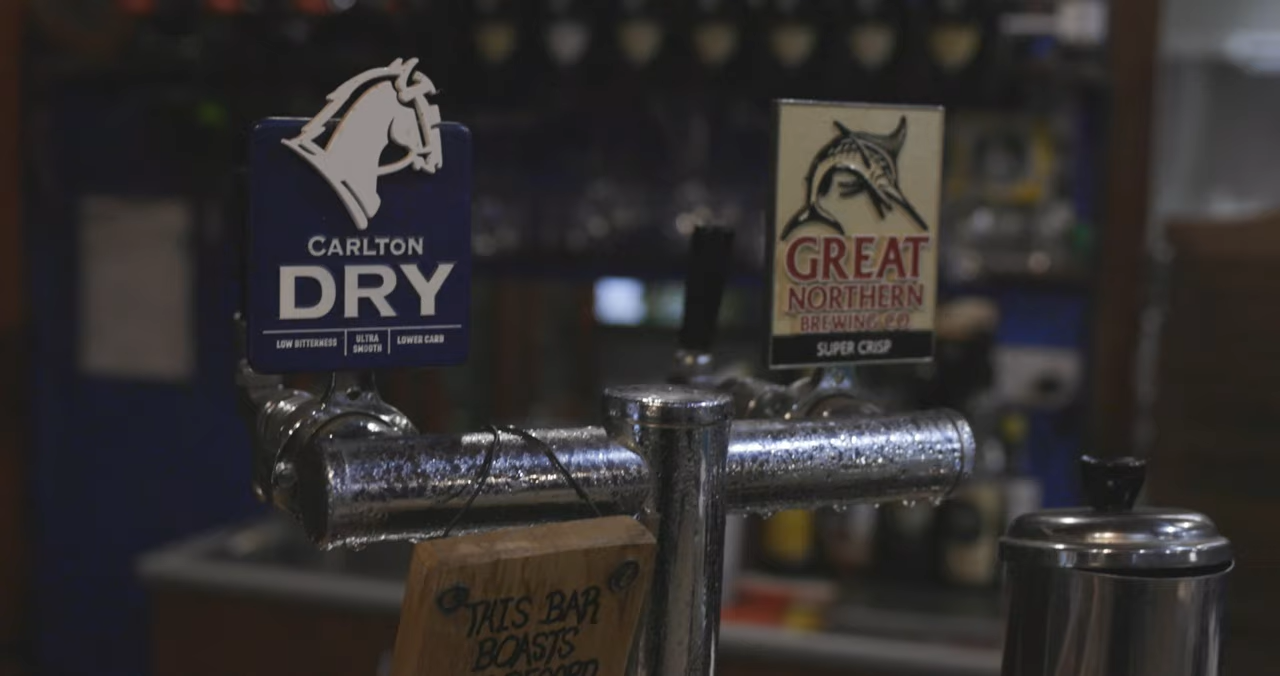 CARLTON
DRY
LOW BITTERNESS
ULTRA
SMOOTH
LOWER CARB
GREAT
NORTHERN
BREWING CO
SUPER CRISP
THIS BAR
BOASTS